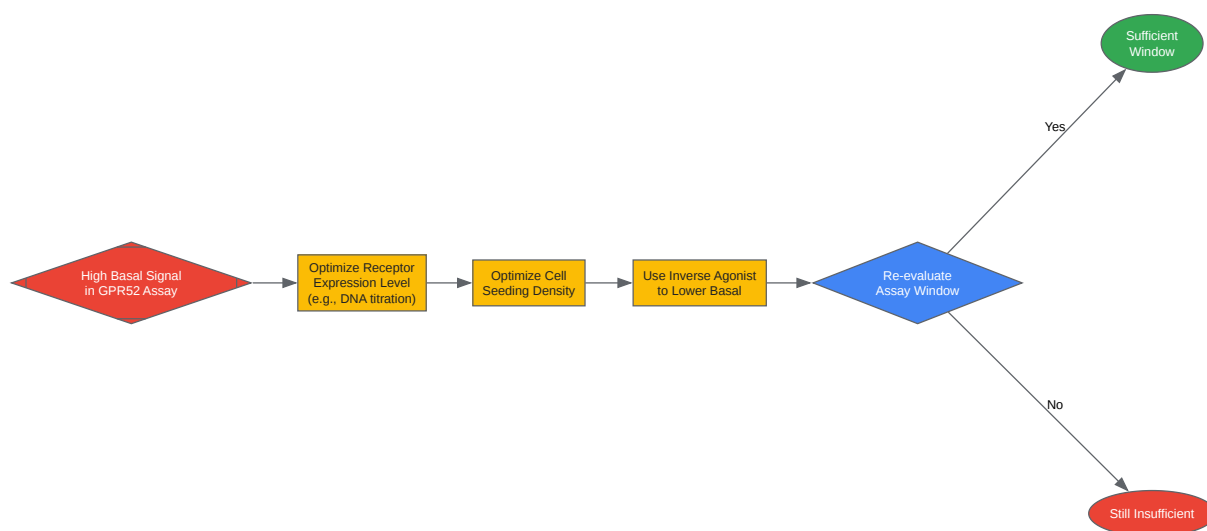 High Basal Signal
in GPR52 Assay
Optimize Receptor
Expression Level
(e.g., DNA titration)
Optimize Cell
Seeding Density
Use Inverse Agonist
to Lower Basal
Re-evaluate
Assay Window
Yes
Sufficient
Window
No
Still Insufficient